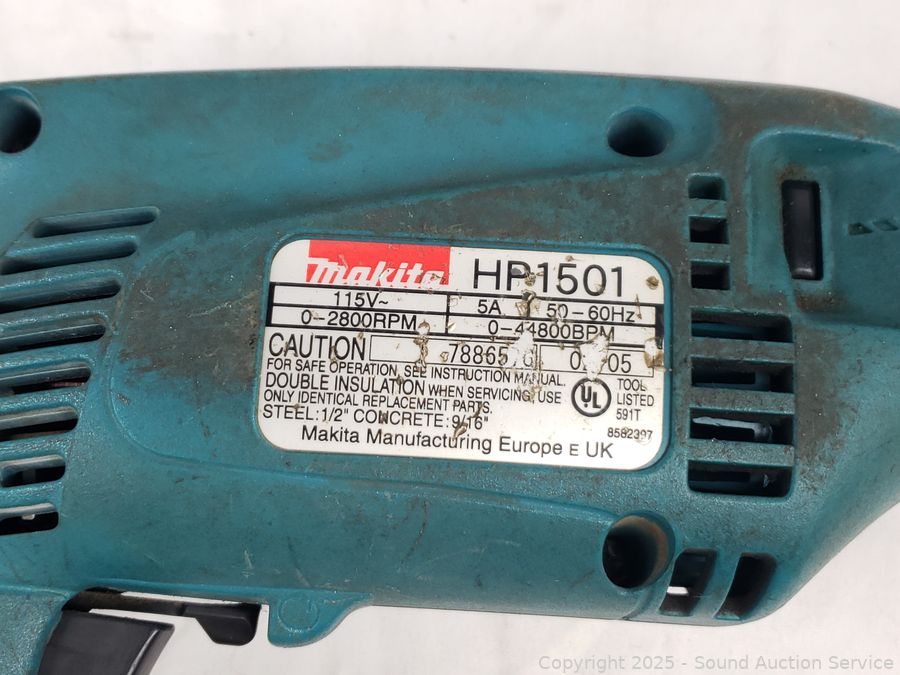 makita HP1501
115V~ 5A 50-60Hz
0-2800RPM 0-44800BPM
CAUTION
FOR SAFE OPERATION, SEE INSTRUCTION MANUAL.
DOUBLE INSULATION WHEN SERVICING, USE
ONLY IDENTICAL REPLACEMENT PARTS.
STEEL:1/2" CONCRETE:9/16"
UL
TOOL
LISTED
591T
8582397
Makita Manufacturing Europe E UK
Copyright 2025 - Sound Auction Service